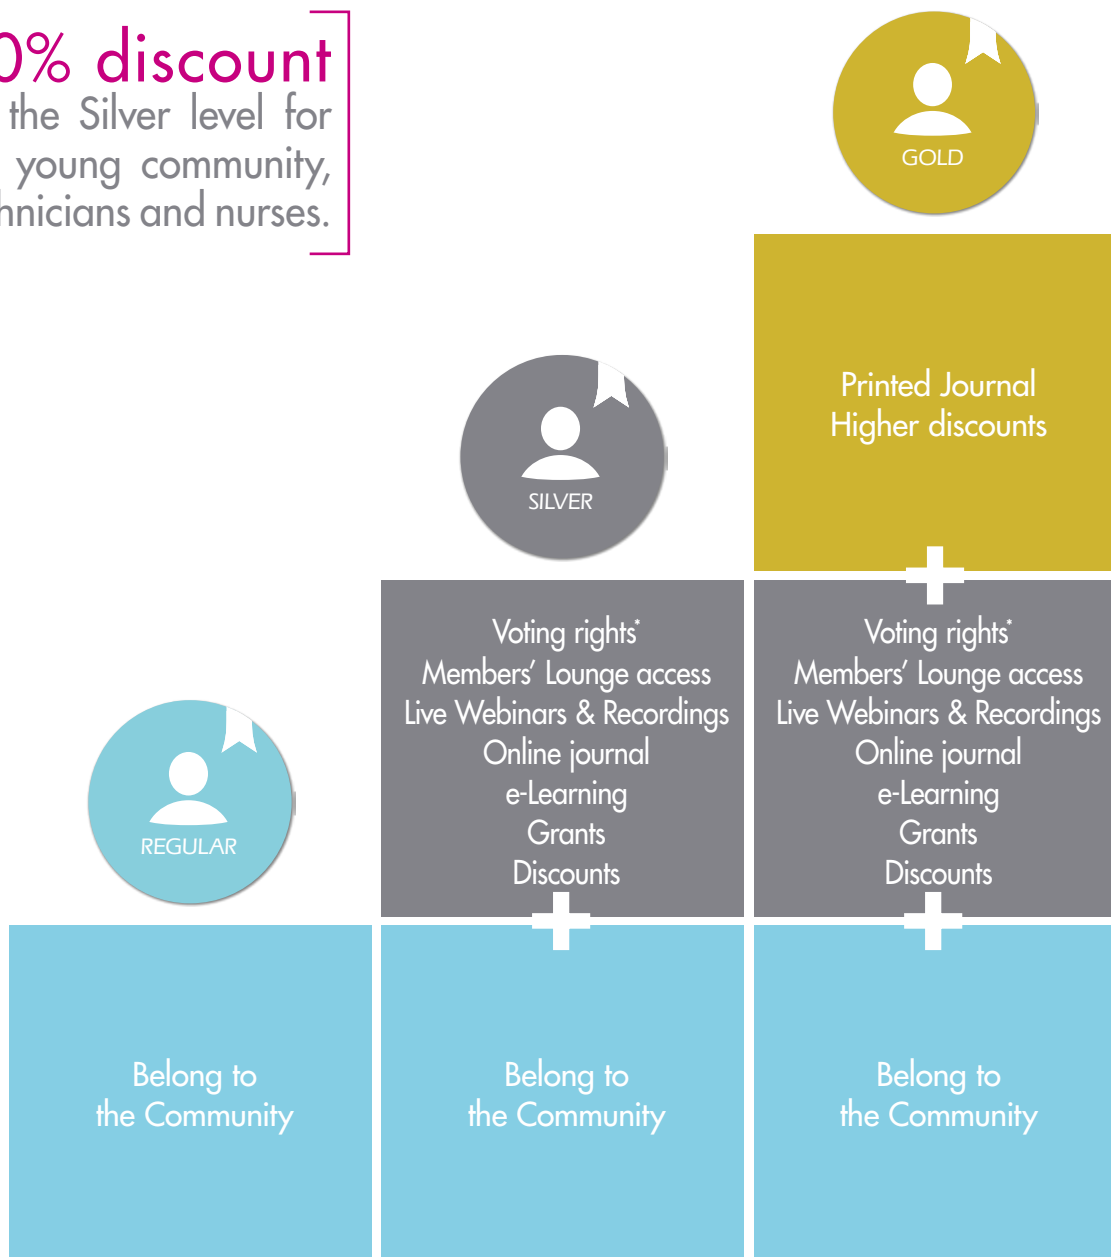 0% discount
the Silver level for
young community,
hnicians and nurses.
GOLD
Printed Journal
Higher discounts
SILVER
Voting rights*
Members’ Lounge access
Live Webinars & Recordings
Online journal
e-Learning
Grants
Discounts
Voting rights*
Members’ Lounge access
Live Webinars & Recordings
Online journal
e-Learning
Grants
Discounts
REGULAR
Belong to
the Community
Belong to
the Community
Belong to
the Community